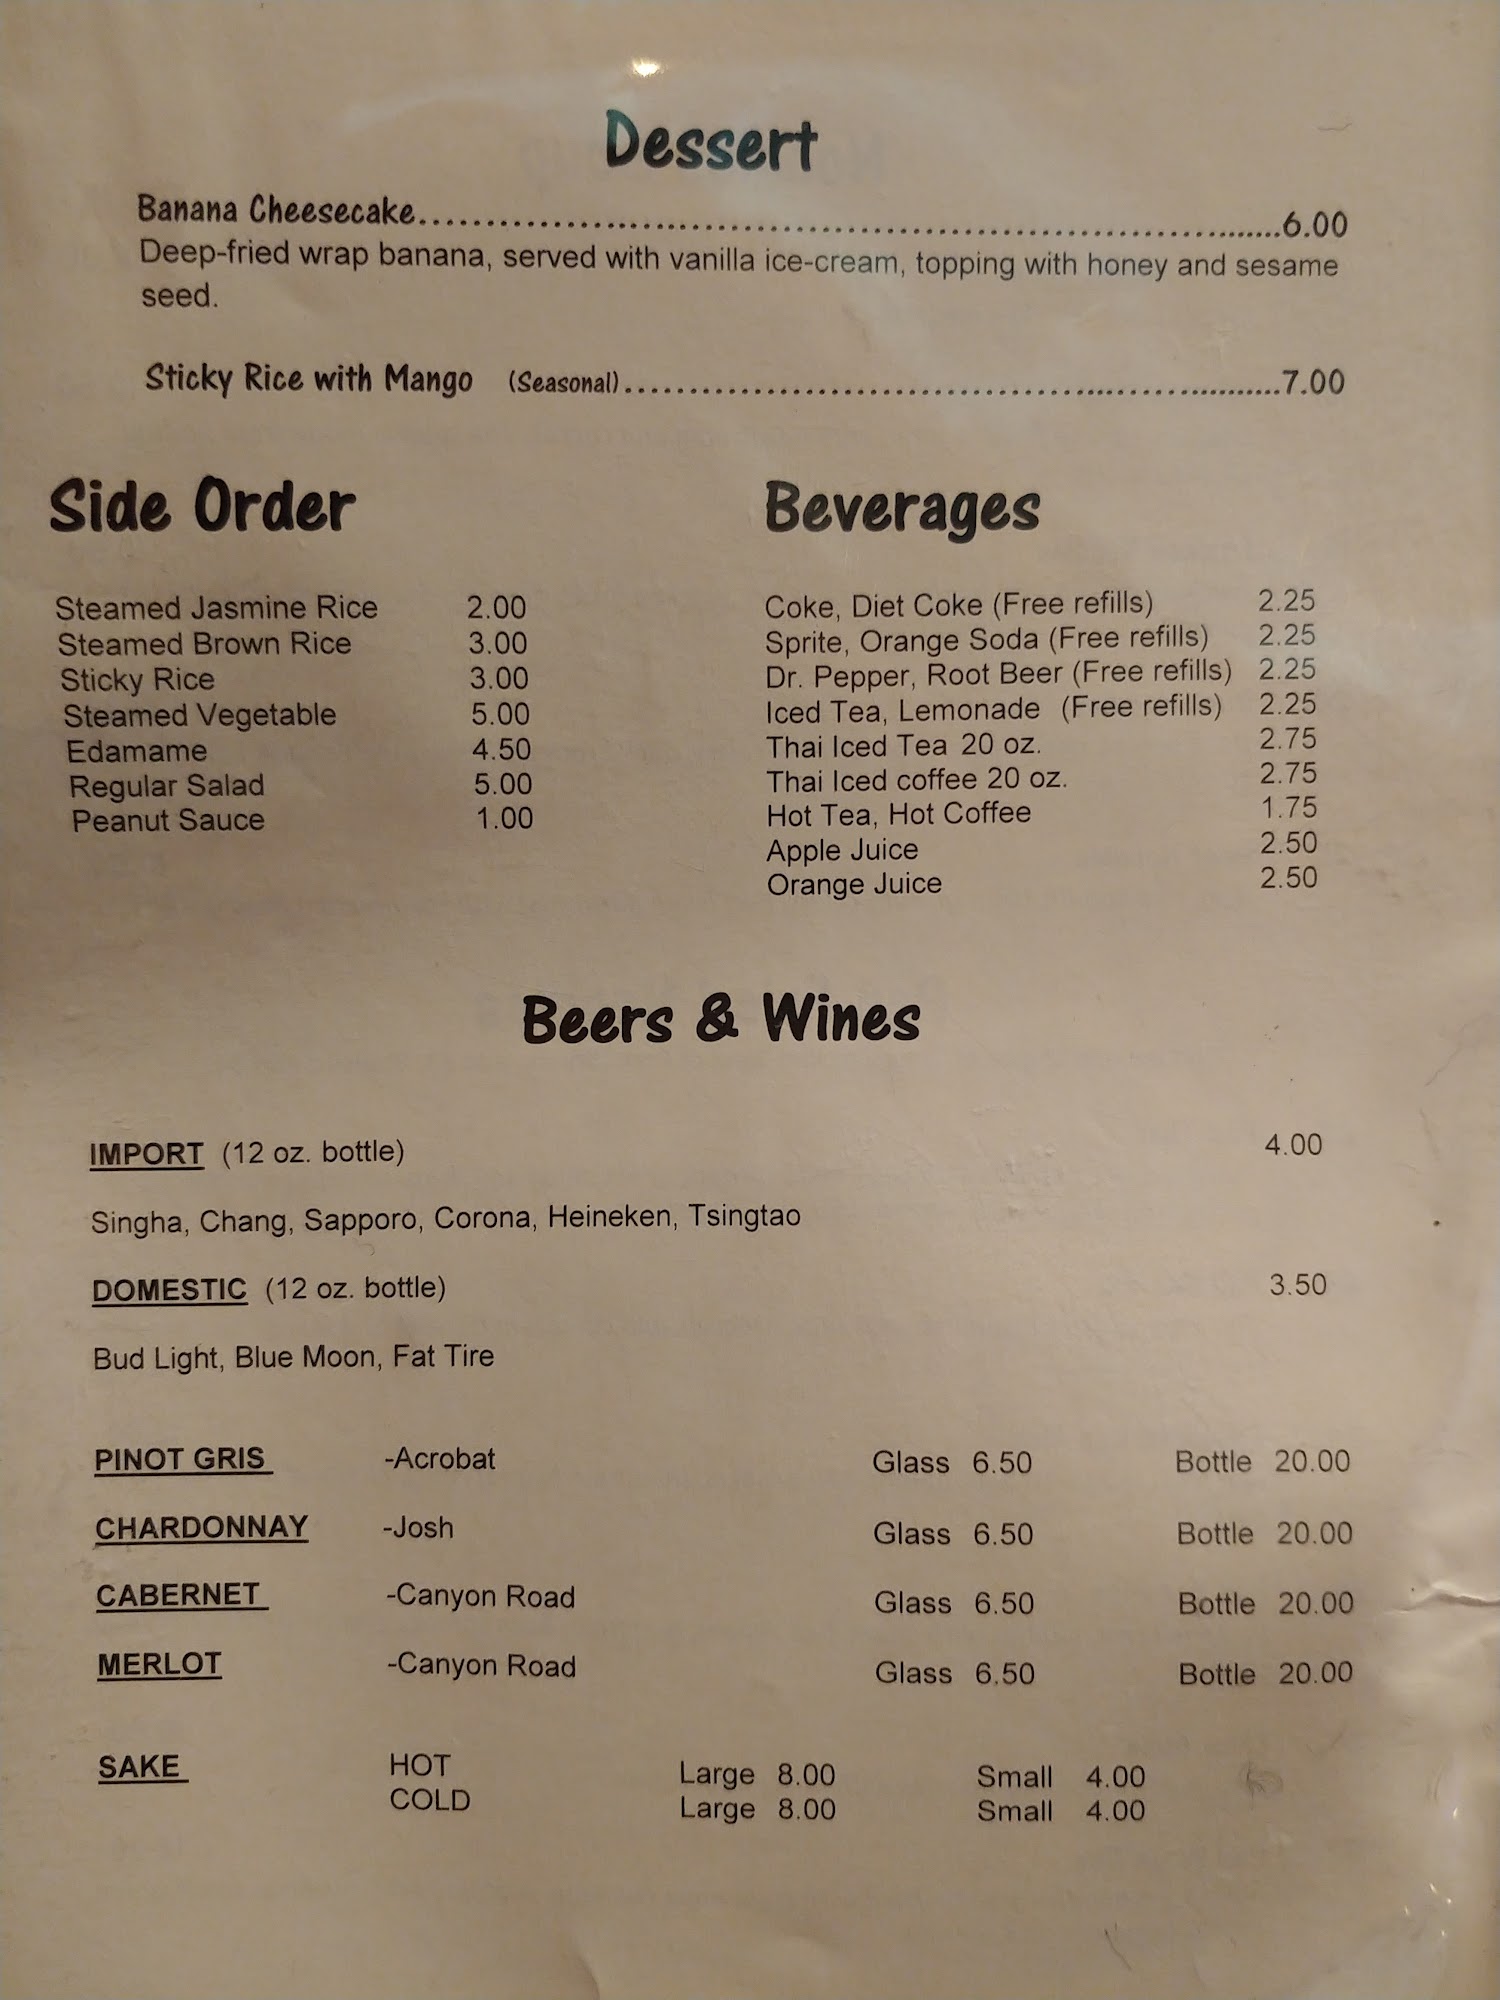 Dessert
Banana Cheesecake..........................................................................6.00
Deep-fried wrap banana, served with vanilla ice-cream, topping with honey and sesame
seed.
Sticky Rice with Mango (Seasonal)......................................................7.00
Side Order
Steamed Jasmine Rice 2.00
Steamed Brown Rice 3.00
Sticky Rice 3.00
Steamed Vegetable 5.00
Edamame 4.50
Regular Salad 5.00
Peanut Sauce 1.00
Beverages
Coke, Diet Coke (Free refills) 2.25
Sprite, Orange Soda (Free refills) 2.25
Dr. Pepper, Root Beer (Free refills) 2.25
Iced Tea, Lemonade (Free refills) 2.25
Thai Iced Tea 20 oz. 2.75
Thai Iced coffee 20 oz. 2.75
Hot Tea, Hot Coffee 1.75
Apple Juice 2.50
Orange Juice 2.50
Beers & Wines
IMPORT (12 oz. bottle) 4.00
Singha, Chang, Sapporo, Corona, Heineken, Tsingtao
DOMESTIC (12 oz. bottle) 3.50
Bud Light, Blue Moon, Fat Tire
PINOT GRIS -Acrobat Glass 6.50 Bottle 20.00
CHARDONNAY -Josh Glass 6.50 Bottle 20.00
CABERNET -Canyon Road Glass 6.50 Bottle 20.00
MERLOT -Canyon Road Glass 6.50 Bottle 20.00
SAKE HOT Large 8.00 Small 4.00
COLD Large 8.00 Small 4.00